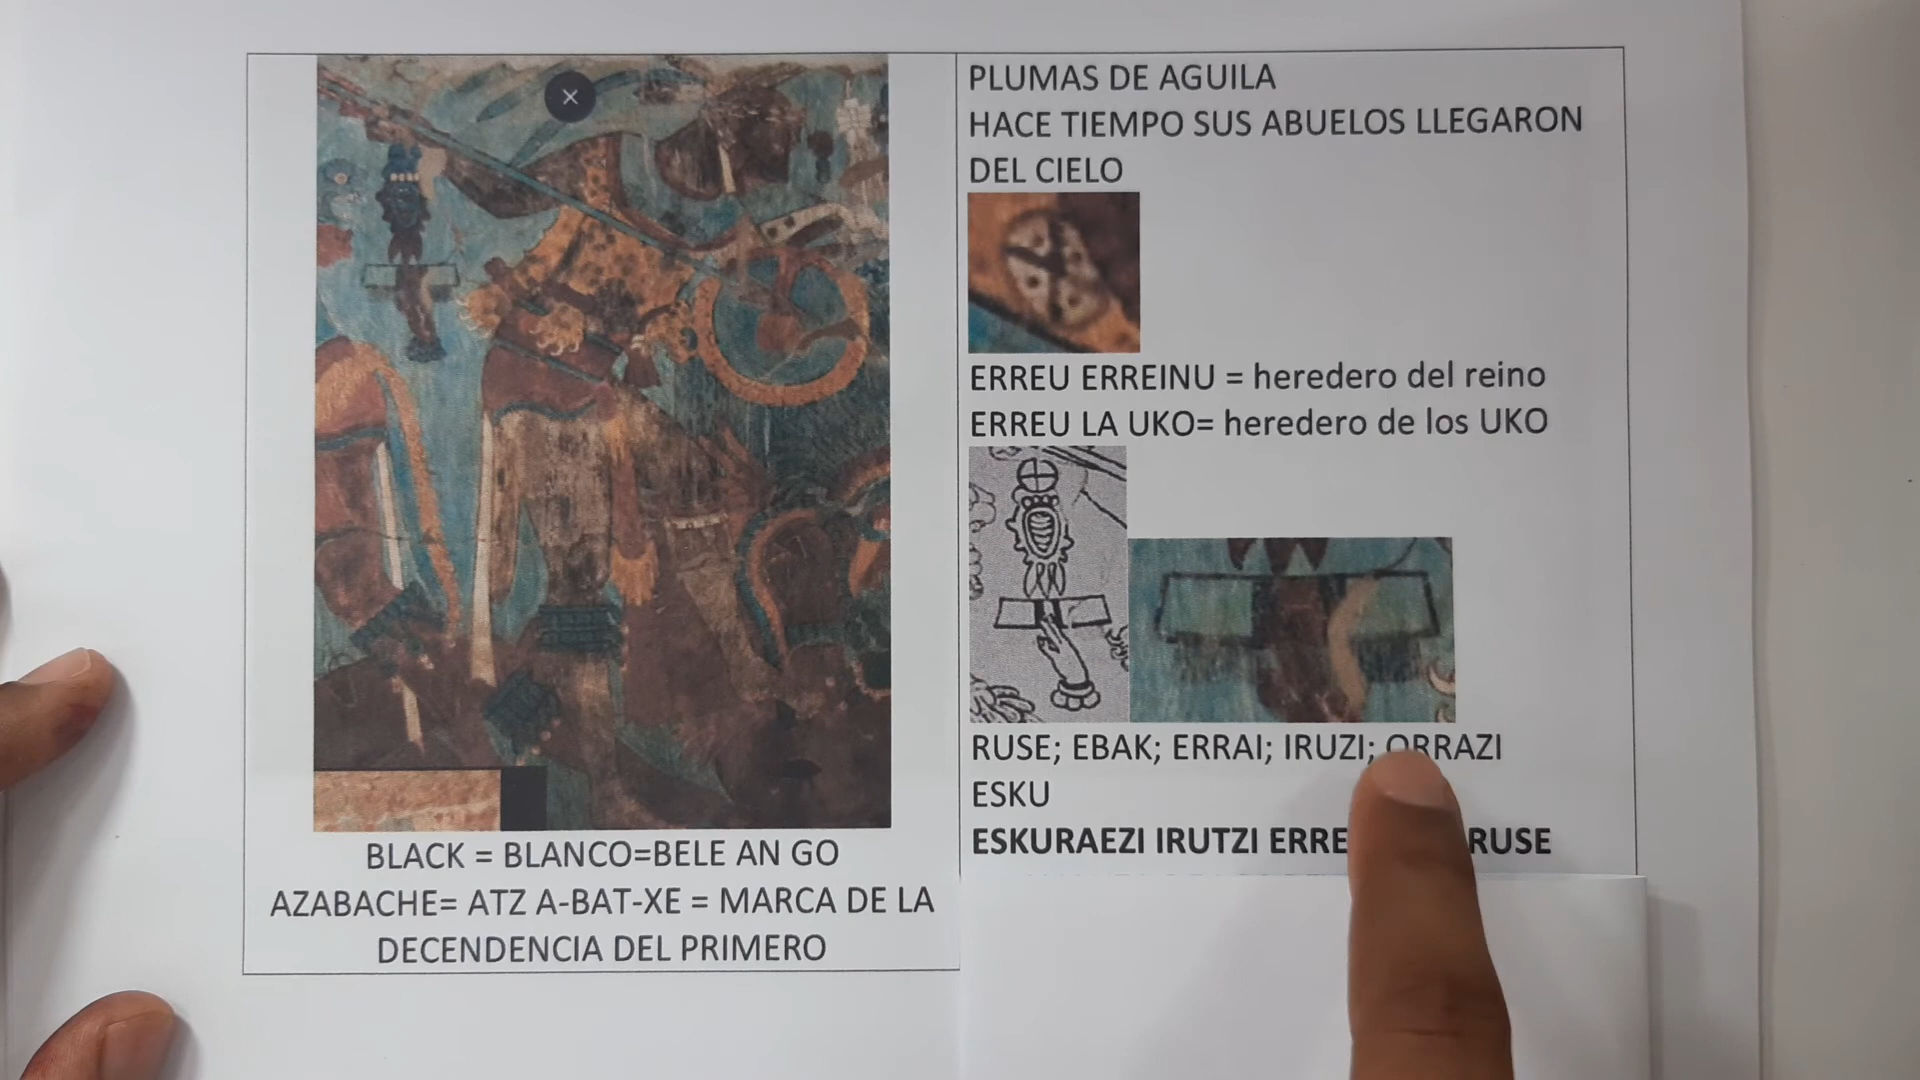 BLACK = BLANCO=BELE AN GO
AZABACHE= ATZ A-BAT-XE = MARCA DE LA
DECENDENCIA DEL PRIMERO
PLUMAS DE AGUILA
HACE TIEMPO SUS ABUELOS LLEGARON
DEL CIELO
ERREU ERREINU = heredero del reino
ERREU LA UKO= heredero de los UKO
RUSE; EBAK; ERRAI; IRUZI; ORRAZI
ESKU
ESKURAEZI IRUTZI